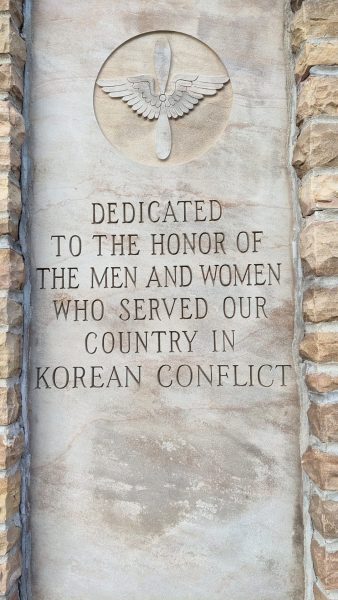 DEDICATED
TO THE HONOR OF
THE MEN AND WOMEN
WHO SERVED OUR
COUNTRY IN
KOREAN CONFLICT